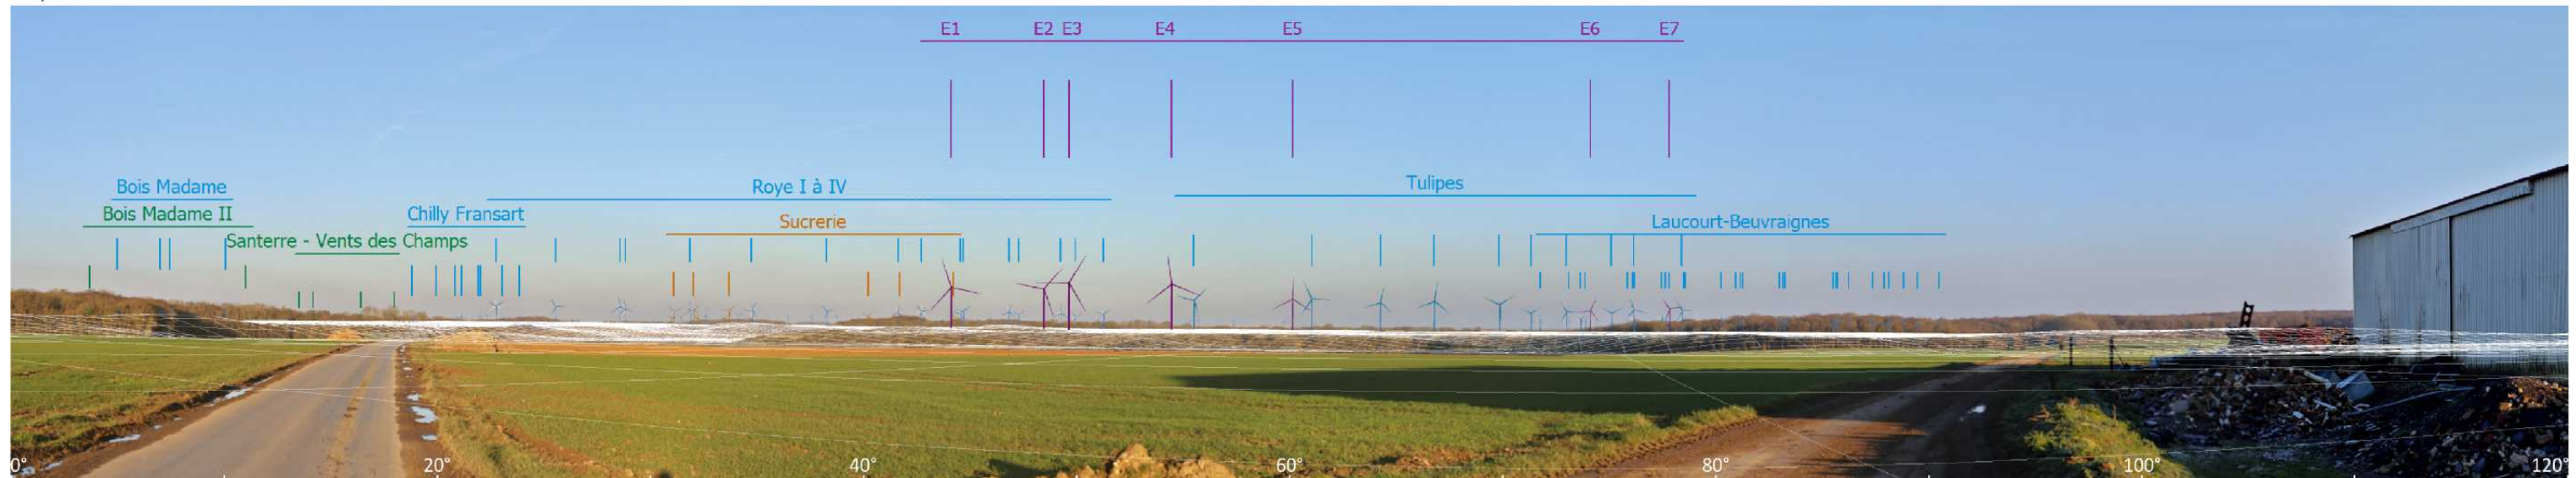 E1 E2 E3 E4 E5 E6 E7
Bois Madame Roye I à IV Tulipes
Bois Madame II Chilly Fransart Sucrerie Laucourt-Beuvraignes
Santerre - Vents des Champs
0° 20° 40° 60° 80° 100° 120°